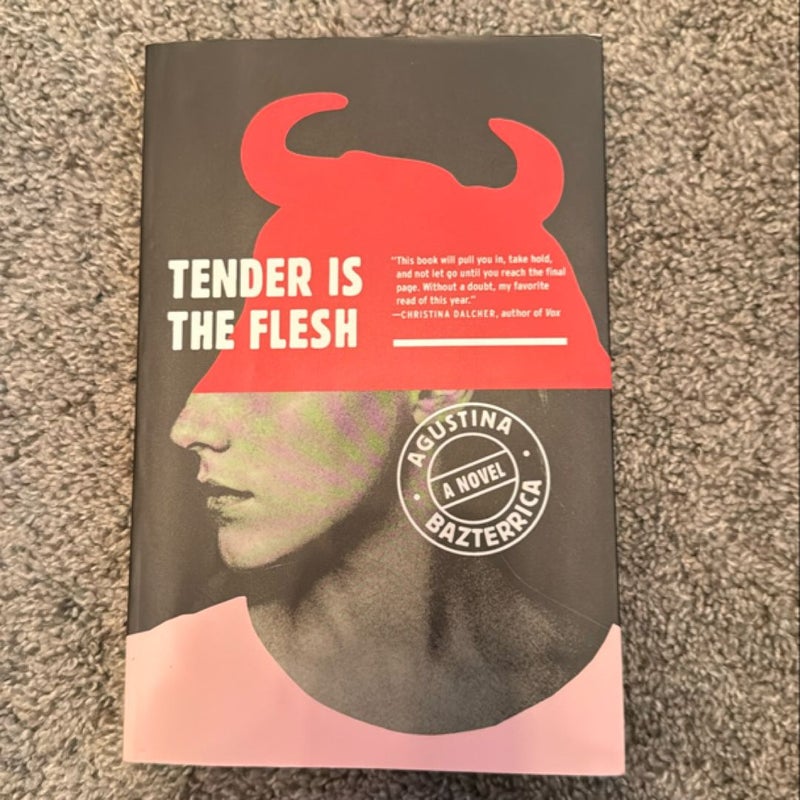 TENDER IS
THE FLESH
"This book will pull you in, take hold,
and not let go until you reach the final
page. Without a doubt, my favorite
read of this year."
—CHRISTINA DALCHER, author of Vox
AGUSTINA
A NOVEL
BAZTERRICA